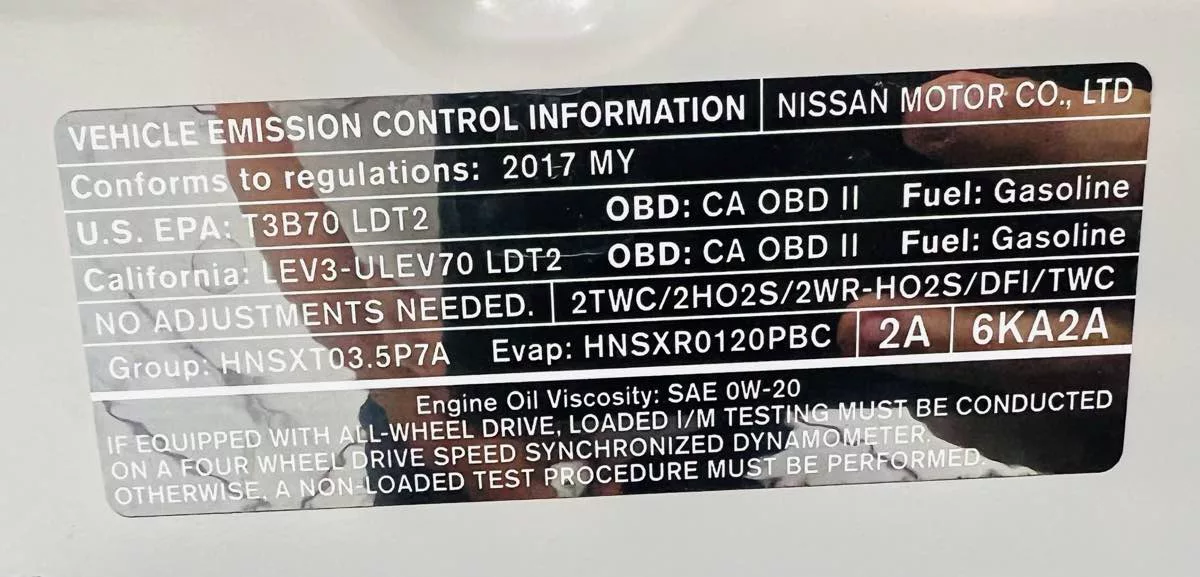 VEHICLE EMISSION CONTROL INFORMATION NISSAN MOTOR CO., LTD
Conforms to regulations: 2017 MY
U.S. EPA: T3B70 LDT2 OBD: CA OBD II Fuel: Gasoline
California: LEV3-ULEV70 LDT2 OBD: CA OBD II Fuel: Gasoline
NO ADJUSTMENTS NEEDED. 2TWC/2HO2S/2WR-HO2S/DFI/TWC
Group: HNSXT03.5P7A Evap: HNSXR0120PBC 2A 6KA2A
Engine Oil Viscosity: SAE 0W-20
IF EQUIPPED WITH ALL-WHEEL DRIVE, LOADED I/M TESTING MUST BE CONDUCTED
ON A FOUR WHEEL DRIVE SPEED SYNCHRONIZED DYNAMOMETER.
OTHERWISE, A NON-LOADED TEST PROCEDURE MUST BE PERFORMED.